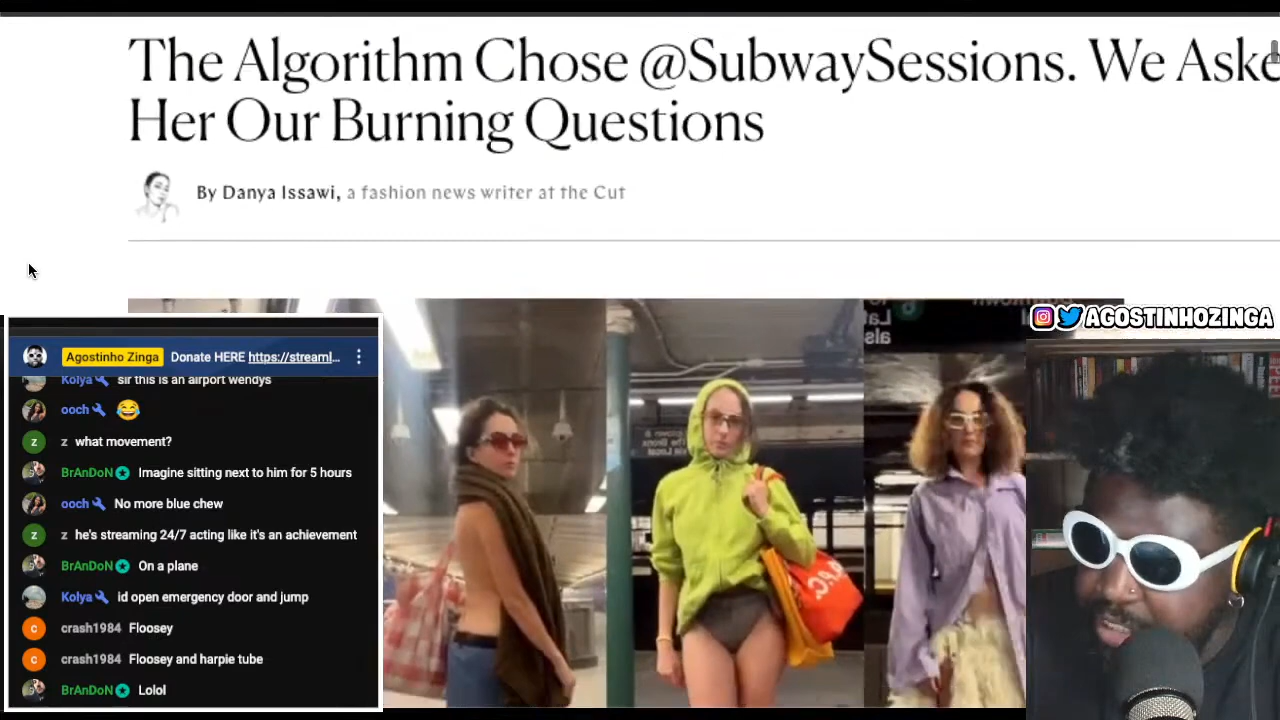 The Algorithm Chose @SubwaySessions. We Aske
Her Our Burning Questions
By Danya Issawi, a fashion news writer at the Cut
AGOSTINHOZINGA
Agostinho Zinga Donate HERE https://streaml...
Kolya sir this is an airport wendys
ooch 😂
z z what movement?
BrAnDoN Imagine sitting next to him for 5 hours
ooch No more blue chew
z z he's streaming 24/7 acting like it's an achievement
BrAnDoN On a plane
Kolya id open emergency door and jump
c crash1984 Floosey
c crash1984 Floosey and harpie tube
BrAnDoN Lolol